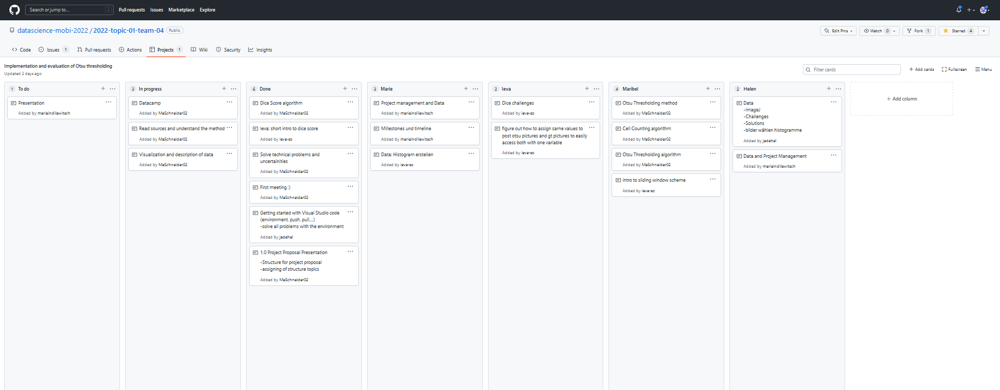 Search or jump to... /
Pull requests Issues Marketplace Explore
datascience-mobi-2022 / 2022-topic-01-team-04 Public
Edit Pins Watch 0 Fork 1 Starred 4
Code Issues 1 Pull requests Actions Projects 1 Wiki Security Insights
Implementation and evaluation of Otsu thresholding
Updated 2 days ago
Filter cards
+ Add cards Fullscreen Menu
1 To do
Presentation
Added by marieindilewitsch
3 In progress
Datacamp
Added by MaSchneider02
Read sources and understand the method
Added by MaSchneider02
Visualization and description of data
Added by MaSchneider02
6 Done
Dice Score algorithm
Added by MaSchneider02
Ieva: short intro to dice score
Added by ieva-so
Solve technical problems and
uncertainities
Added by MaSchneider02
First meeting :)
Added by MaSchneider02
Getting started with Visual Studio code
(environment, push, pull,...)
-solve all problems with the environment
Added by jadehel
1.0 Project Proposal Presentation
-Structure for project proposal
-assigning of structure topics
Added by MaSchneider02
3 Marie
Project management and Data
Added by marieindilewitsch
Millestones und timeline
Added by marieindilewitsch
Data: Histogram erstellen
Added by ieva-so
2 Ieva
Dice challenges
Added by ieva-so
figure out how to assign same values to
post otsu pictures and gt pictures to easily
access both with one variable
Added by ieva-so
4 Maribel
Otsu Thresholding method
Added by MaSchneider02
Cell Counting algorithm
Added by MaSchneider02
Otsu Thresholding algorithm
Added by MaSchneider02
intro to sliding window scheme
Added by ieva-so
2 Helen
Data
-ImageJ
-Challenges
-Solutions
-bilder wählen histogramme
Added by jadehel
Data and Project Management
Added by marieindilewitsch
+ Add column